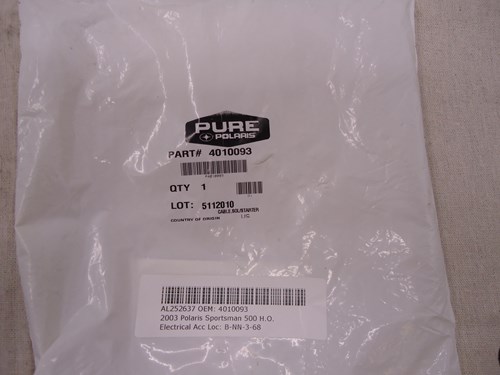 PURE
POLARIS
PART# 4010093
QTY 1
LOT: 5112010
CABLE,SOL/STARTER
COUNTRY OF ORIGIN
AL252637 OEM: 4010093
2003 Polaris Sportsman 500 H.O.
Electrical Acc Loc: B-NN-3-68